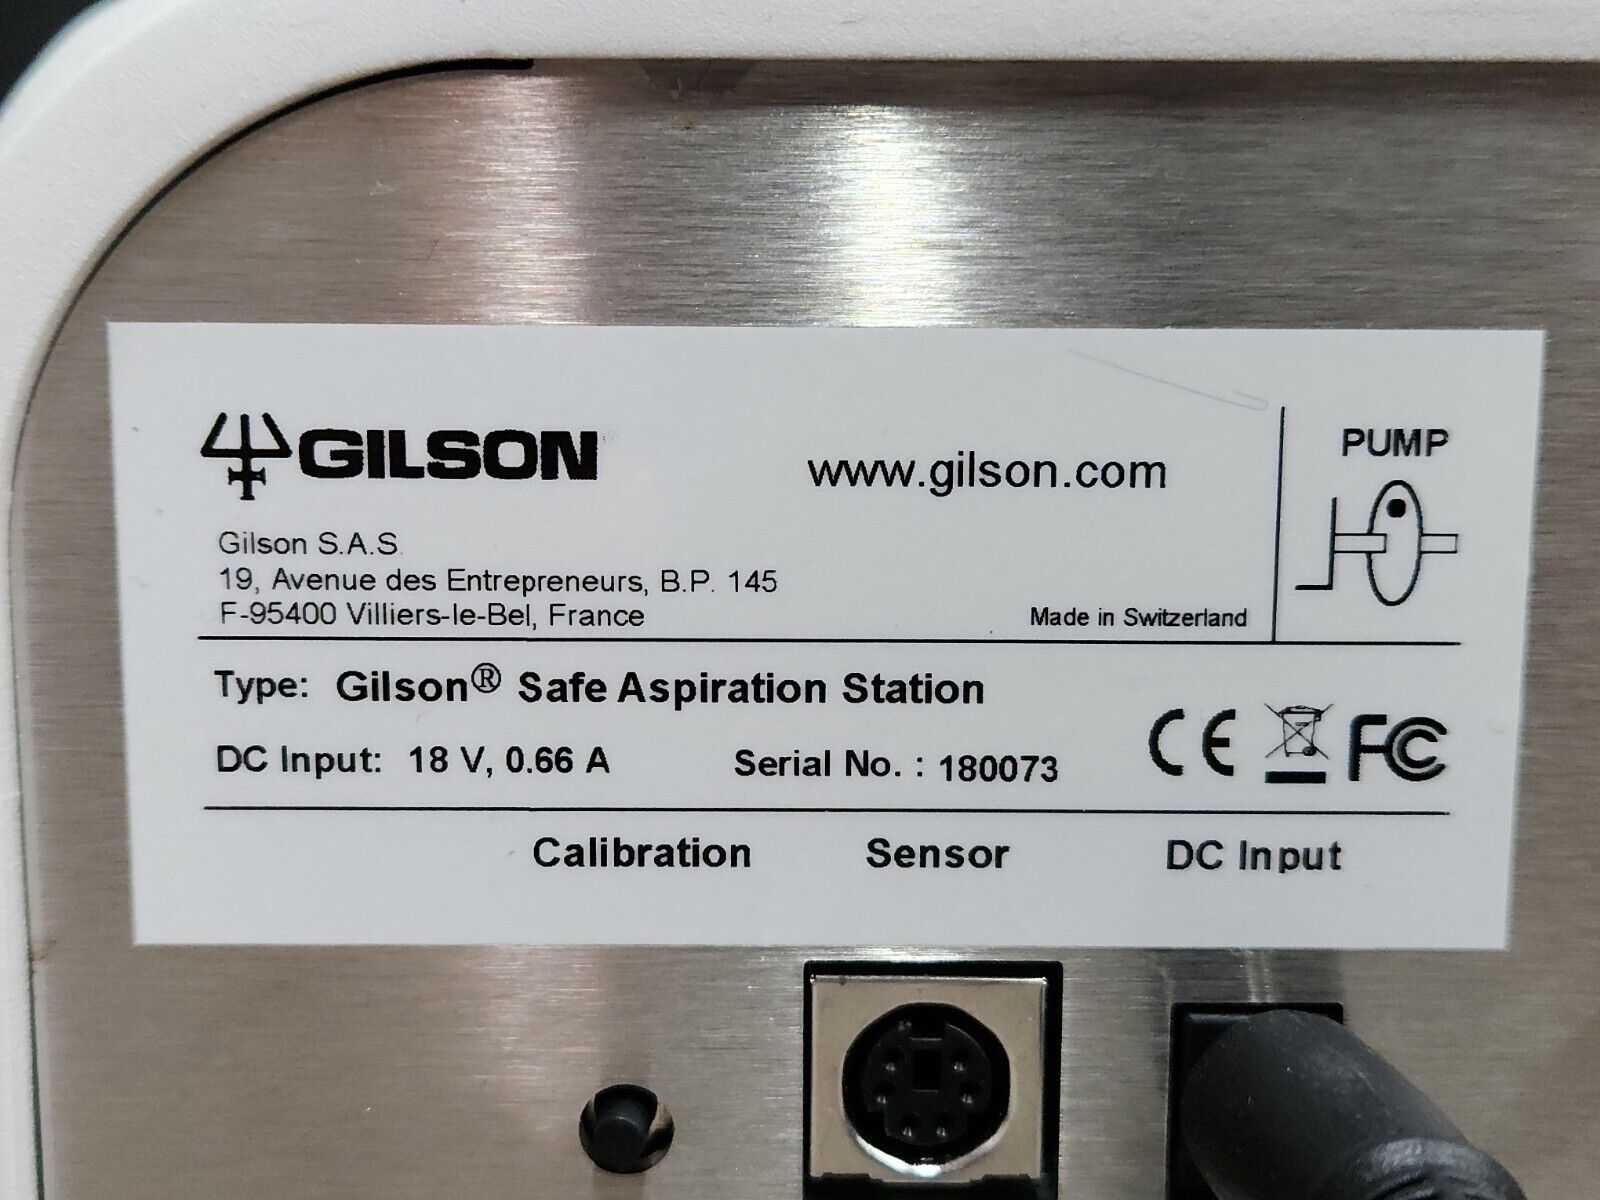 GILSON
www.gilson.com
PUMP
Gilson S.A.S.
19, Avenue des Entrepreneurs, B.P. 145
F-95400 Villiers-le-Bel, France
Made in Switzerland
Type: Gilson® Safe Aspiration Station
DC Input: 18 V, 0.66 A
Serial No. : 180073
CE
FC
Calibration
Sensor
DC Input